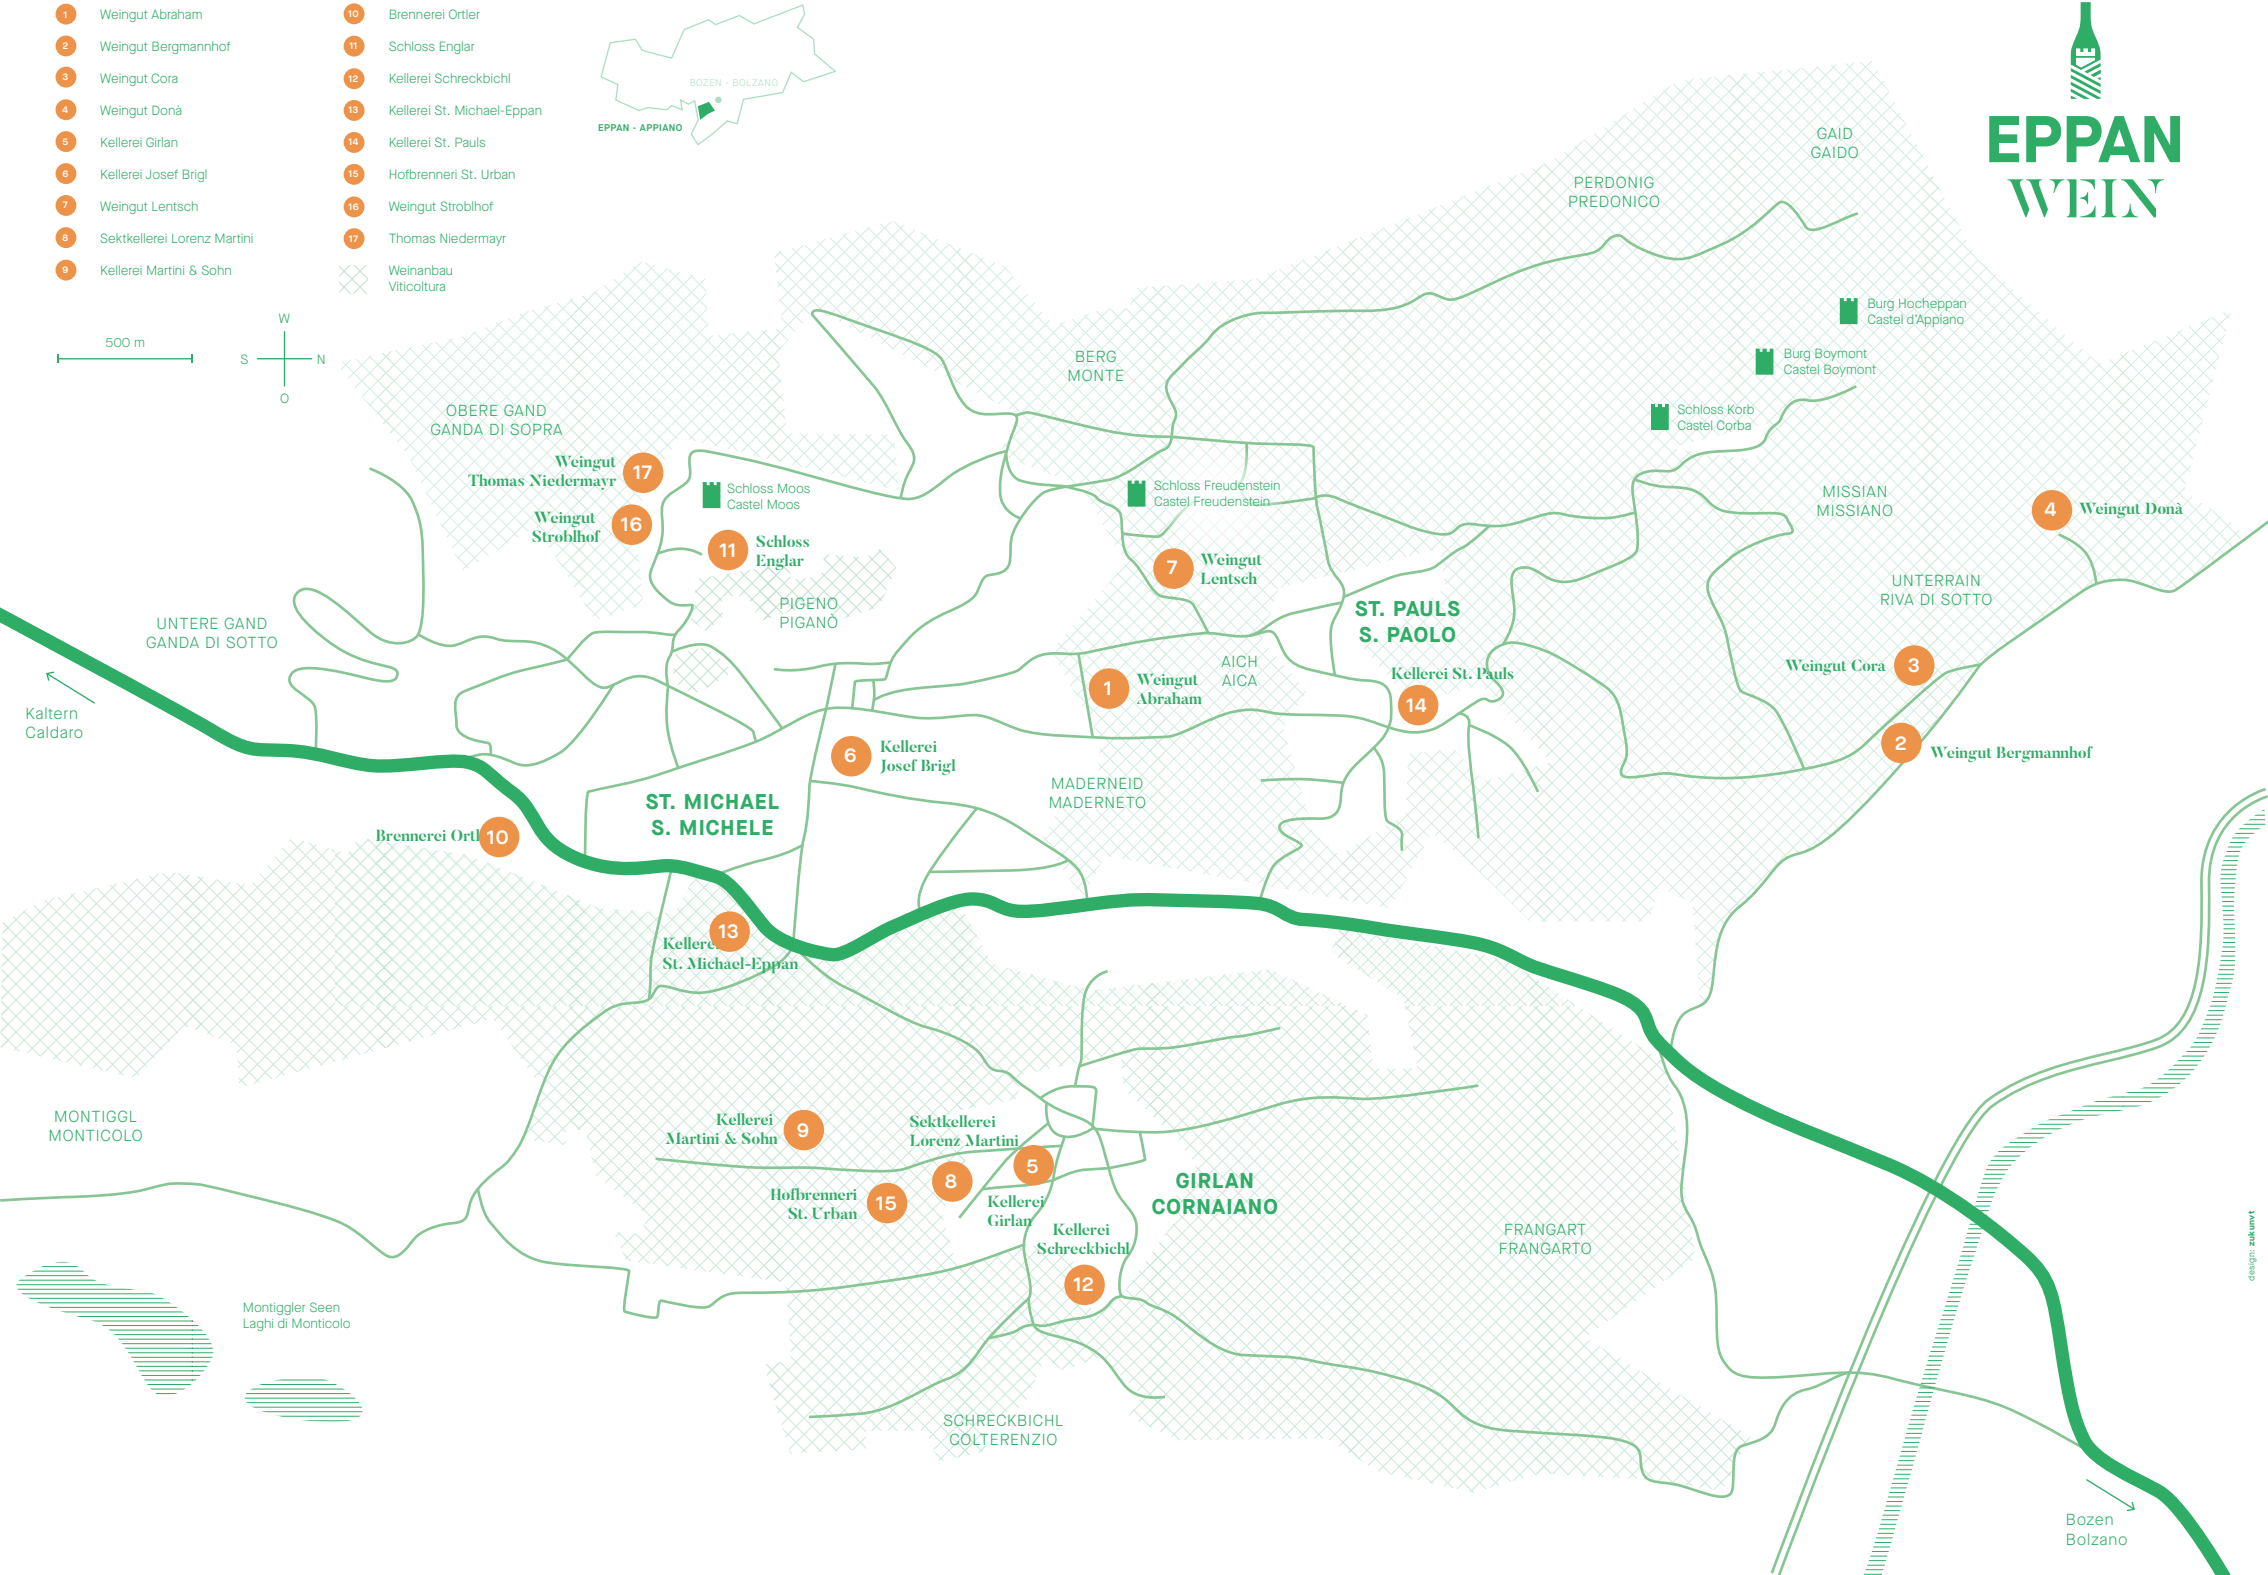 1 Weingut Abraham
2 Weingut Bergmannhof
3 Weingut Cora
4 Weingut Donà
5 Kellerei Girlan
6 Kellerei Josef Brigl
7 Weingut Lentsch
8 Sektkellerei Lorenz Martini
9 Kellerei Martini & Sohn
10 Brennerei Ortler
11 Schloss Englar
12 Kellerei Schreckbichl
13 Kellerei St. Michael-Eppan
14 Kellerei St. Pauls
15 Hofbrenneri St. Urban
16 Weingut Stroblhof
17 Thomas Niedermayr
Weinanbau
Viticoltura
BOZEN - BOLZANO
EPPAN - APPIANO
EPPAN
WEIN
500 m
W
S
N
O
GAID
GAIDO
PERDONIG
PREDONICO
Burg Hocheppan
Castel d'Appiano
Burg Boymont
Castel Boymont
Schloss Korb
Castel Corba
BERG
MONTE
OBERE GAND
GANDA DI SOPRA
Weingut
Thomas Niedermayr
17
Weingut
Stroblhof
16
Schloss Moos
Castel Moos
11
Schloss
Englar
Schloss Freudenstein
Castel Freudenstein
7
Weingut
Lentsch
MISSIAN
MISSIANO
4
Weingut Donà
UNTERRAIN
RIVA DI SOTTO
PIGENO
PIGANÒ
ST. PAULS
S. PAOLO
UNTERE GAND
GANDA DI SOTTO
AICH
AICA
1
Weingut
Abraham
Kellerei St. Pauls
14
Weingut Cora
3
2
Weingut Bergmannhof
Kaltern
Caldaro
6
Kellerei
Josef Brigl
MADERNEID
MADERNETO
ST. MICHAEL
S. MICHELE
Brennerei Ortl
10
13
Kellere
St. Michael-Eppan
MONTIGGL
MONTICOLO
Kellerei
Martini & Sohn
9
Sektkellerei
Lorenz Martini
5
8
Hofbrenneri
St. Urban
15
Kellerei
Girlan
GIRLAN
CORNAIANO
Kellerei
Schreckbichl
12
FRANGART
FRANGARTO
design: zukunvt
Montiggler Seen
Laghi di Monticolo
SCHRECKBICHL
COLTERENZIO
Bozen
Bolzano